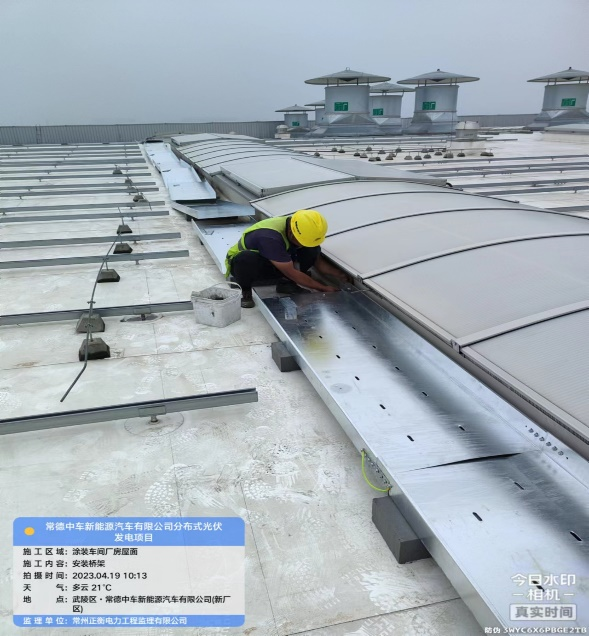 常德中车新能源汽车有限公司分布式光伏
发电项目
施工区域：涂装车间厂房屋面
施工内容：安装桥架
拍摄时间：2023.04.19 10:13
天　　气：多云 21℃
地　　点：武陵区·常德中车新能源汽车有限公司(新厂
区)
监理单位：常州正衡电力工程监理有限公司
今日水印
-相机-
真实时间
防伪 3WYC6X6PBGE2TB